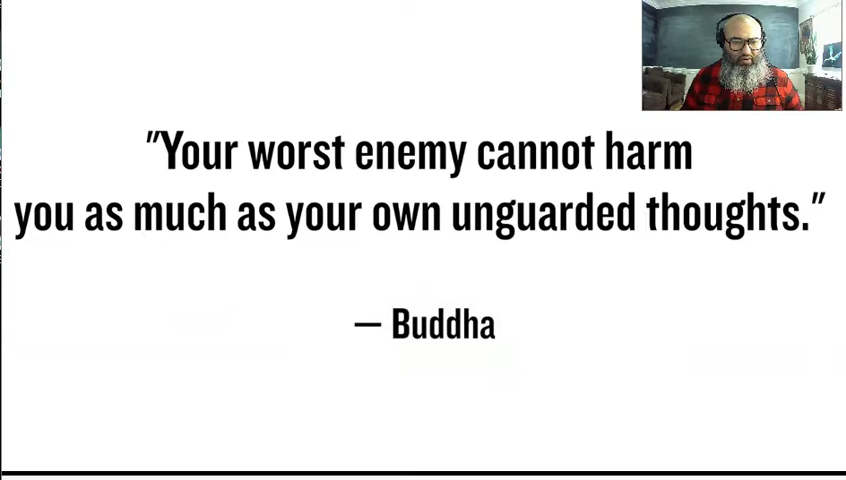 "Your worst enemy cannot harm
you as much as your own unguarded thoughts."
— Buddha